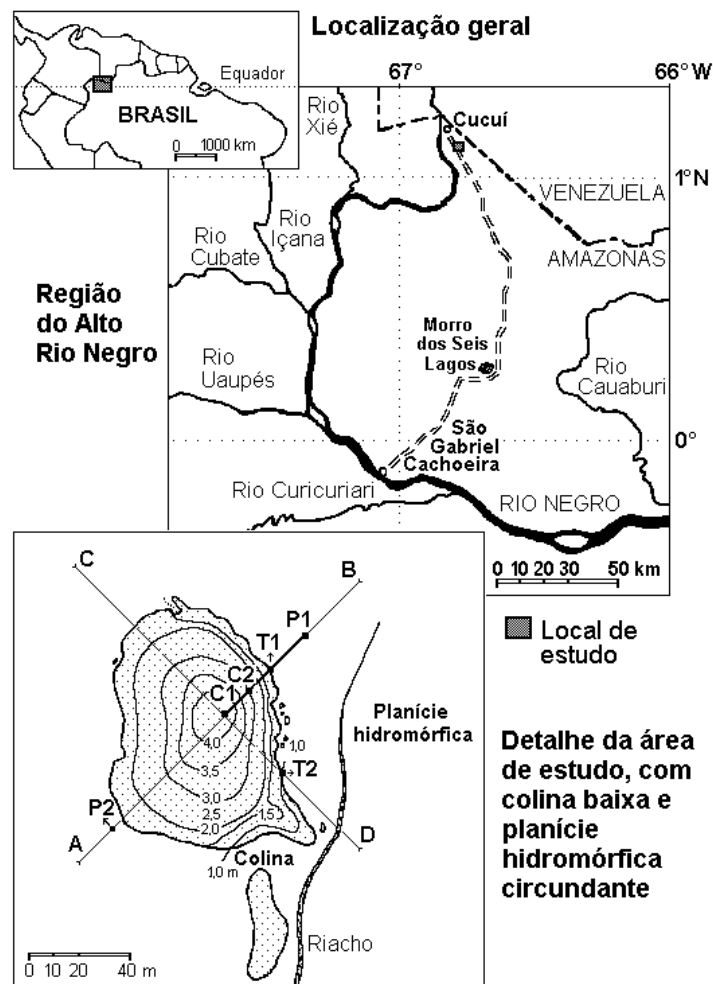 Localização geral
Equador
BRASIL
0 1000 km
67°
66° W
Rio
Xié
Cucuí
1° N
VENEZUELA
AMAZONAS
Rio
Içana
Rio
Cubate
Região
do Alto
Rio Negro
Morro
dos Seis
Lagos
Rio
Uaupés
Rio
Cauaburi
São
Gabriel
Cachoeira
0°
Rio Curicuriari
RIO NEGRO
0 10 20 30 50 km
Local de
estudo
C
B
P1
T1
C2
C1
4,0
3,5
3,0
2,5
2,0
1,5
1,0
T2
P2
A
D
Colina
1,0 m
Planície
hidromórfica
Riacho
0 10 20 40 m
Detalhe da área
de estudo, com
colina baixa e
planície
hidromórfica
circundante